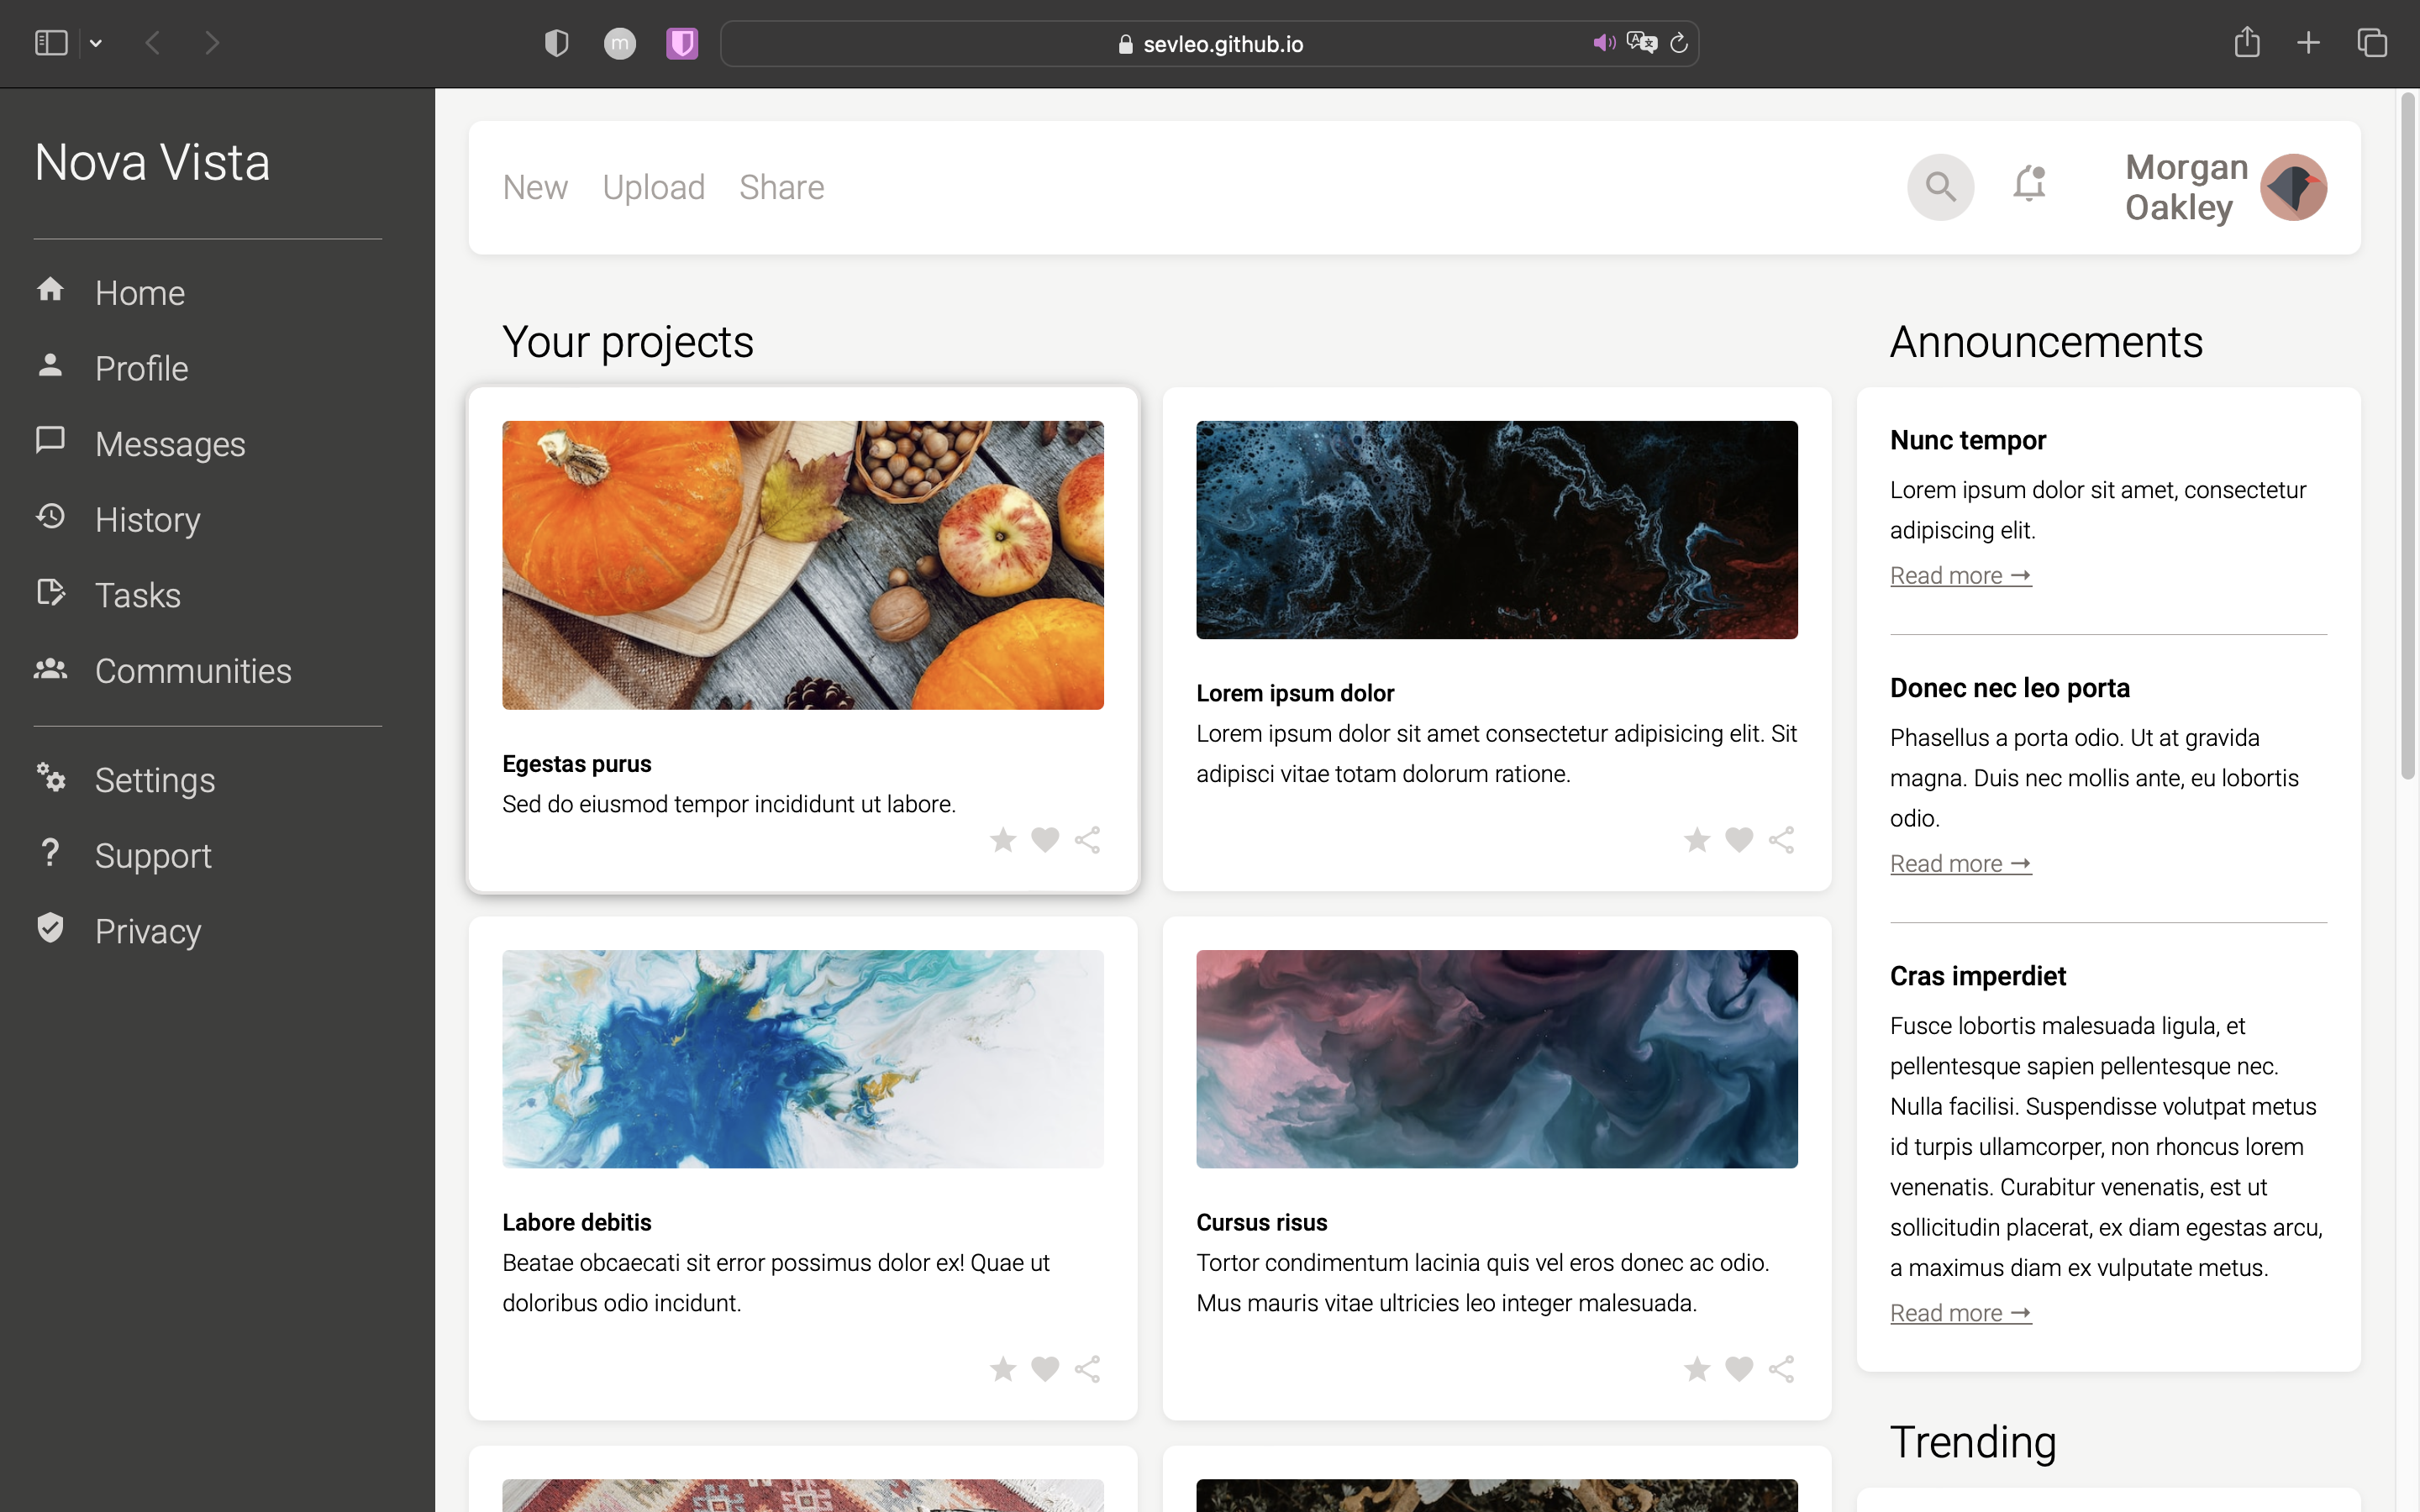 m
sevleo.github.io
Nova Vista
Home
Profile
Messages
History
Tasks
Communities
Settings
Support
Privacy
New Upload Share
Morgan
Oakley
Your projects
Egestas purus
Sed do eiusmod tempor incididunt ut labore.
Lorem ipsum dolor
Lorem ipsum dolor sit amet consectetur adipisicing elit. Sit
adipisci vitae totam dolorum ratione.
Labore debitis
Beatae obcaecati sit error possimus dolor ex! Quae ut
doloribus odio incidunt.
Cursus risus
Tortor condimentum lacinia quis vel eros donec ac odio.
Mus mauris vitae ultricies leo integer malesuada.
Announcements
Nunc tempor
Lorem ipsum dolor sit amet, consectetur
adipiscing elit.
Read more →
Donec nec leo porta
Phasellus a porta odio. Ut at gravida
magna. Duis nec mollis ante, eu lobortis
odio.
Read more →
Cras imperdiet
Fusce lobortis malesuada ligula, et
pellentesque sapien pellentesque nec.
Nulla facilisi. Suspendisse volutpat metus
id turpis ullamcorper, non rhoncus lorem
venenatis. Curabitur venenatis, est ut
sollicitudin placerat, ex diam egestas arcu,
a maximus diam ex vulputate metus.
Read more →
Trending